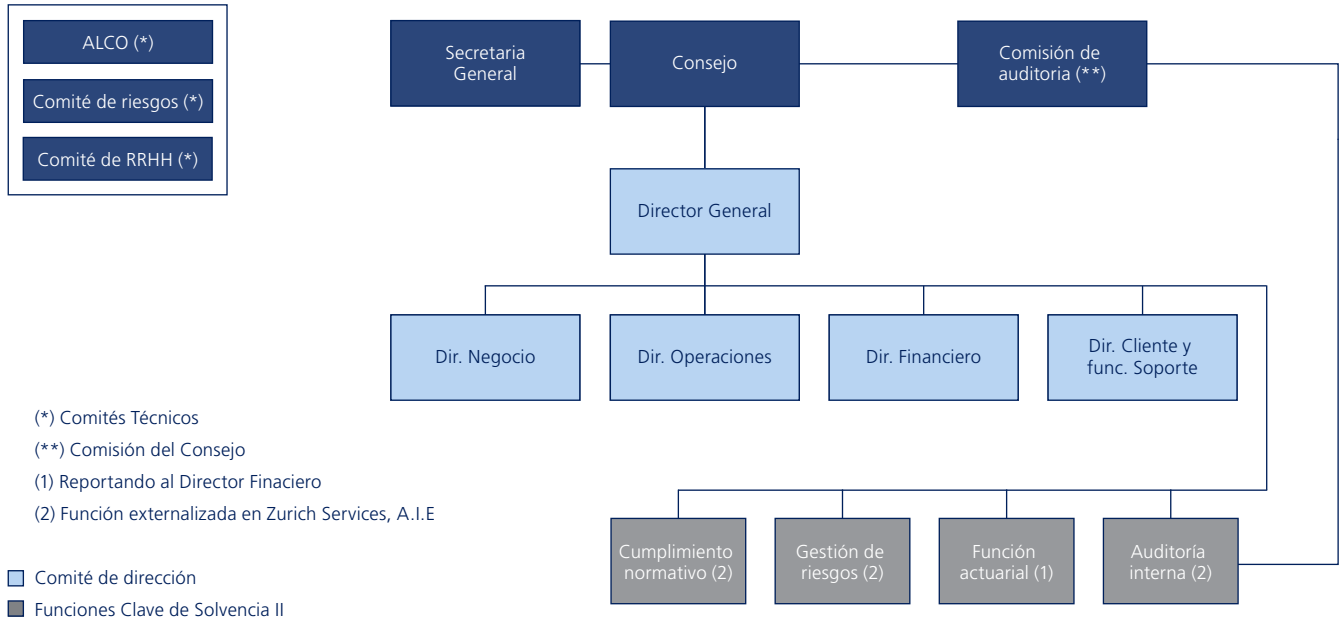 ALCO (*)
Comité de riesgos (*)
Comité de RRHH (*)
Secretaria
General
Consejo
Comisión de
auditoria (**)
Director General
Dir. Negocio
Dir. Operaciones
Dir. Financiero
Dir. Cliente y
func. Soporte
(*) Comités Técnicos
(**) Comisión del Consejo
(1) Reportando al Director Finaciero
(2) Función externalizada en Zurich Services, A.I.E
Cumplimiento
normativo (2)
Gestión de
riesgos (2)
Función
actuarial (1)
Auditoría
interna (2)
Comité de dirección
Funciones Clave de Solvencia II